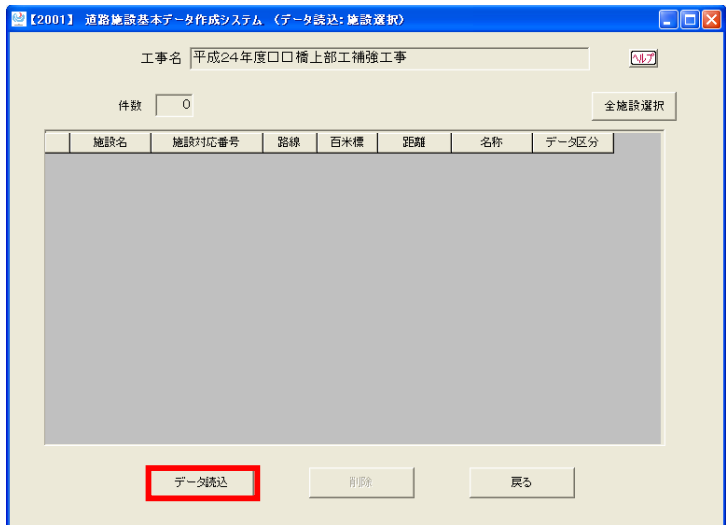 【2001】 道路施設基本データ作成システム （データ読込:施設選択）
工事名 平成24年度口口橋上部工補強工事 ヘルプ
件数 0 全施設選択
施設名 施設対応番号 路線 百米標 距離 名称 データ区分
データ読込 削除 戻る